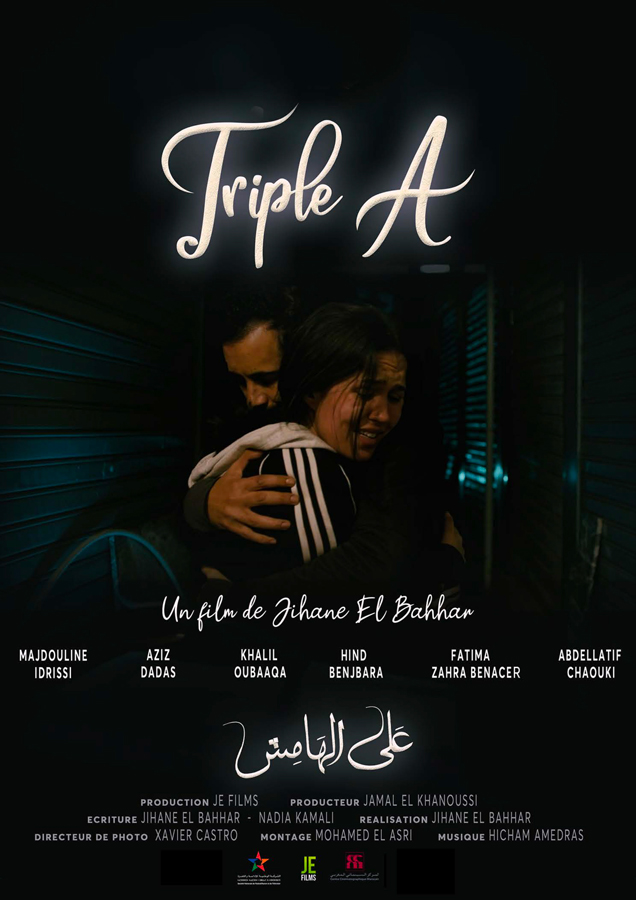 Triple A
Un film de Jihane El Bahhar
MAJDOULINE IDRISSI
AZIZ DADAS
KHALIL OUBAAQA
HIND BENJBARA
FATIMA ZAHRA BENACER
ABDELLATIF CHAOUKI
على الهامش
PRODUCTION JE FILMS PRODUCTEUR JAMAL EL KHANOUSSI
ECRITURE JIHANE EL BAHHAR - NADIA KAMALI REALISATION JIHANE EL BAHHAR
DIRECTEUR DE PHOTO XAVIER CASTRO MONTAGE MOHAMED EL ASRI MUSIQUE HICHAM AMEDRAS
JE
FILMS